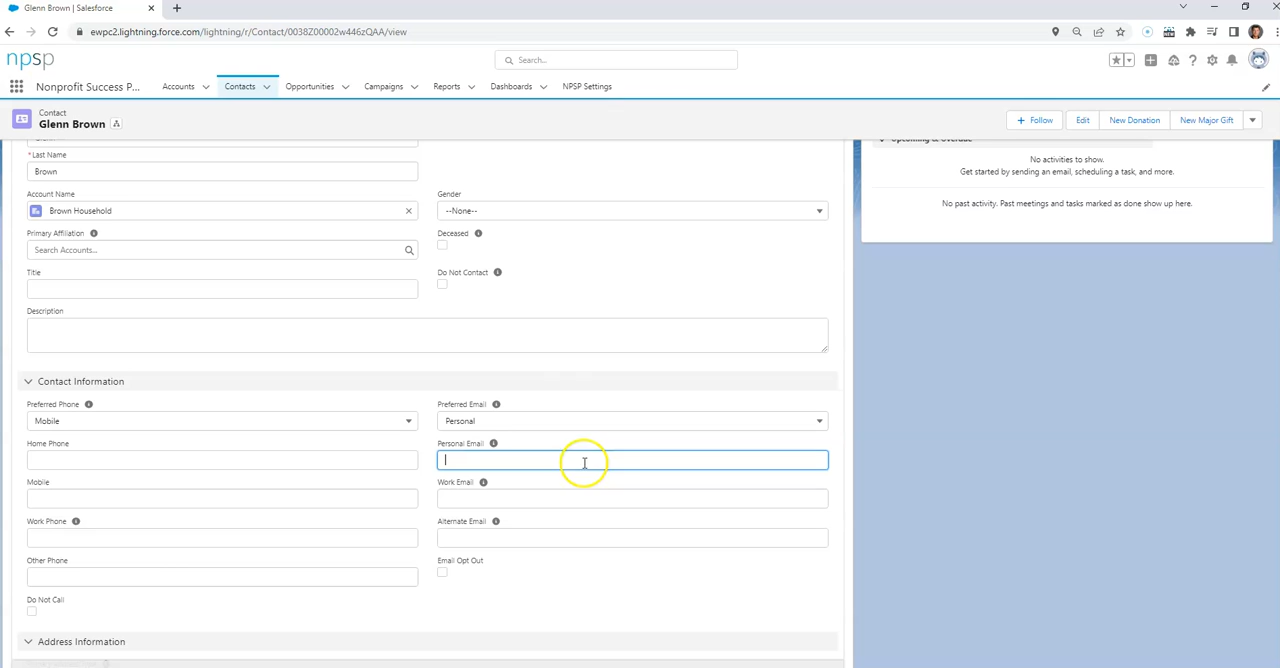 Glenn Brown | Salesforce
ewpc2.lightning.force.com/lightning/r/Contact/0038Z00002w446zQAA/view
npsp
Search...
Nonprofit Success P...
Accounts
Contacts
Opportunities
Campaigns
Reports
Dashboards
NPSP Settings
Contact
Glenn Brown
+ Follow
Edit
New Donation
New Major Gift
Upcoming & Overdue
No activities to show.
Get started by sending an email, scheduling a task, and more.
No past activity. Past meetings and tasks marked as done show up here.
*Last Name
Brown
Account Name
Brown Household
Gender
--None--
Primary Affiliation
Search Accounts...
Deceased
Title
Do Not Contact
Description
Contact Information
Preferred Phone
Mobile
Preferred Email
Personal
Home Phone
Personal Email
Mobile
Work Email
Work Phone
Alternate Email
Other Phone
Email Opt Out
Do Not Call
Address Information